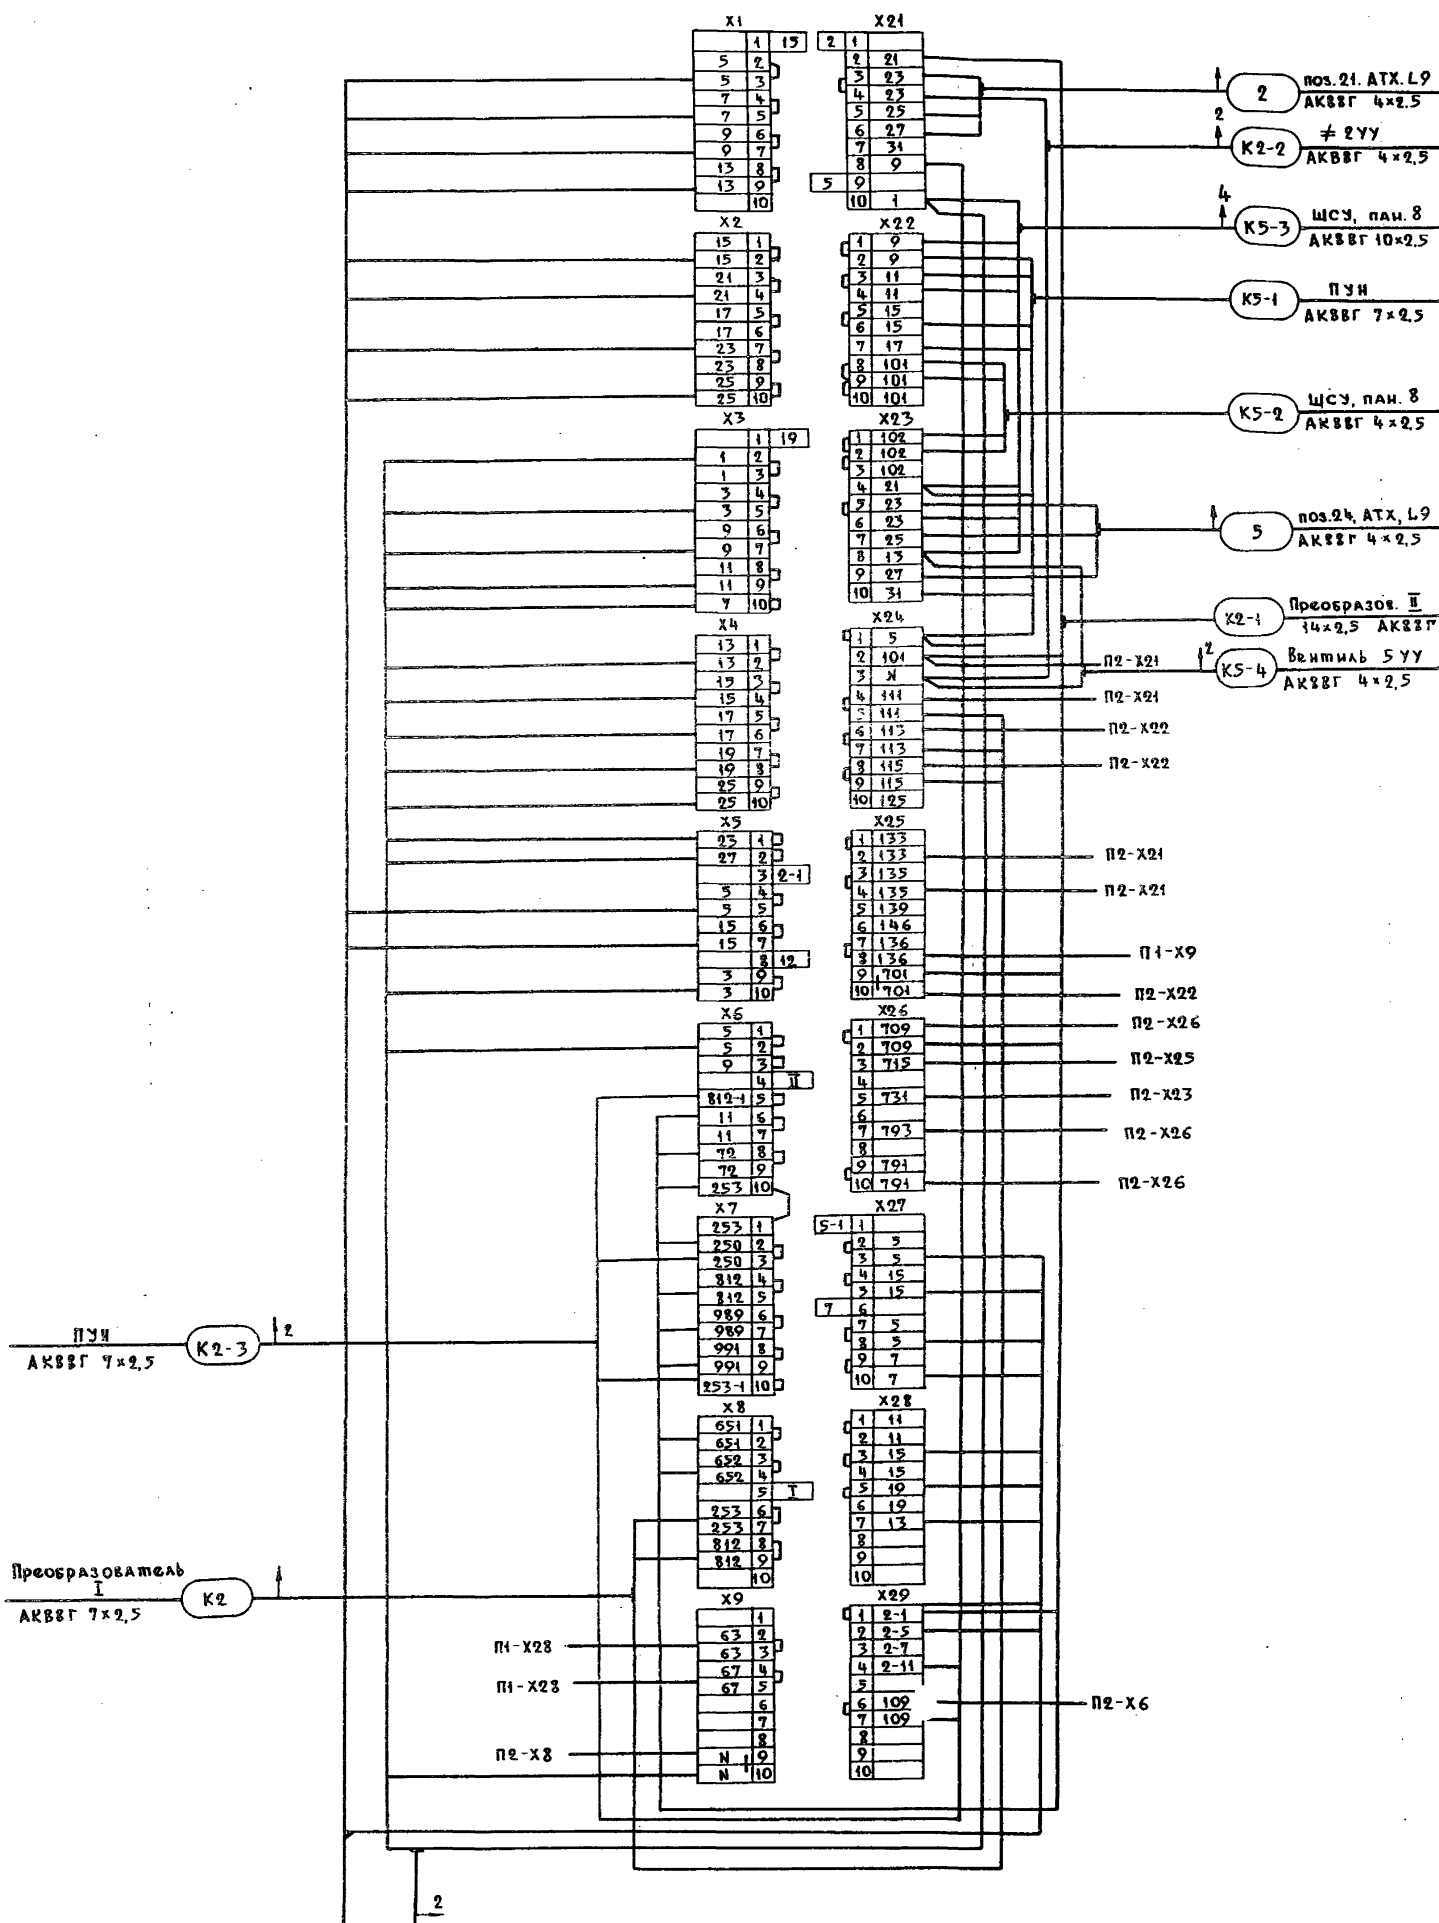 X1
1 15
5 2
5 3
7 4
7 5
9 6
9 7
13 8
13 9
10
X2
15 1
15 2
21 3
21 4
17 5
17 6
23 7
23 8
25 9
25 10
X3
1 19
1 2
1 3
3 4
3 5
9 6
9 7
11 8
11 9
7 10
X4
13 1
13 2
15 3
15 4
17 5
17 6
19 7
19 8
25 9
25 10
X5
23 1
27 2
3 2-1
5 4
5 5
15 6
15 7
8 12
3 9
3 10
X6
5 1
5 2
9 3
4 II
812-1 5
11 6
11 7
72 8
72 9
253 10
X7
253 1
250 2
250 3
812 4
812 5
989 6
989 7
991 8
991 9
253-1 10
X8
651 1
651 2
652 3
652 4
5 I
253 6
253 7
812 8
812 9
10
X9
1
63 2
63 3
67 4
67 5
6
7
8
N 9
N 10
X21
2 1
2 21
3 23
4 23
5 25
6 27
7 31
8 9
5 9
10 1
X22
1 9
2 9
3 11
4 11
5 15
6 15
7 17
8 101
9 101
10 101
X23
1 102
2 102
3 102
4 21
5 23
6 23
7 25
8 13
9 27
10 31
X24
1 5
2 101
3 N
4 111
5 111
6 113
7 113
8 115
9 115
10 125
X25
1 133
2 133
3 135
4 135
5 139
6 146
7 136
8 136
9 701
10 701
X26
1 709
2 709
3 715
4
5 731
6
7 793
8
9 791
10 791
X27
5-1 1
2 5
3 5
4 15
5 15
7 6
7 5
8 5
9 7
10 7
X28
1 11
2 11
3 15
4 15
5 19
6 19
7 13
8
9
10
X29
1 2-1
2 2-5
3 2-7
4 2-11
5
6 109
7 109
8
9
10
2 поз.21. АТХ. L9
АКВВГ 4×2.5
2
К2-2 ≠ 2УУ
АКВВГ 4×2,5
4
К5-3 ЩСУ, ПАН. 8
АКВВГ 10×2,5
К5-1 ПУН
АКВВГ 7×2,5
К5-2 ЩСУ, ПАН. 8
АКВВГ 4×2,5
5 поз.24, АТХ, L9
АКВВГ 4×2,5
К2-1 Преобразов. II
14×2,5 АКВВГ
2
К5-4 Вентиль 5УУ
АКВВГ 4×2,5
П2-X21
П2-X21
П2-X22
П2-X22
П2-X21
П2-X21
П1-X9
П2-X22
П2-X26
П2-X25
П2-X23
П2-X26
П2-X26
П2-X6
ПУН
АКВВГ 7×2,5
К2-3
2
Преобразователь
I
АКВВГ 7×2,5
К2
П1-X28
П1-X28
П2-X8
2